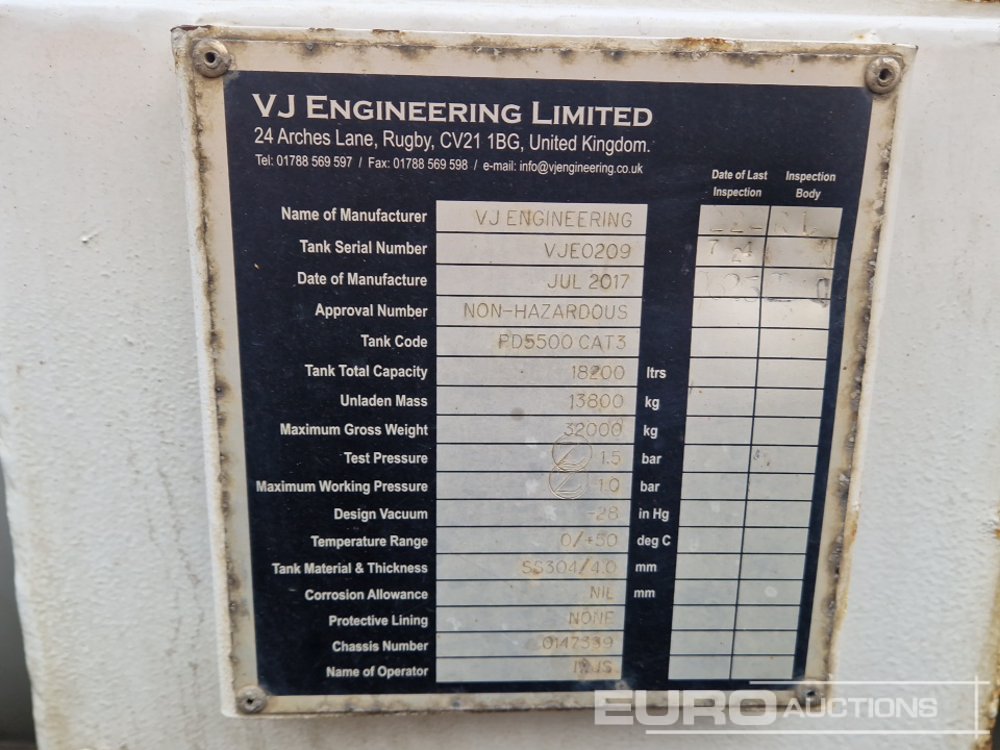 VJ ENGINEERING LIMITED
24 Arches Lane, Rugby, CV21 1BG, United Kingdom.
Tel: 01788 569 597 / Fax: 01788 569 598 / e-mail: info@vjengineering.co.uk
Date of Last Inspection Inspection Body
Name of Manufacturer VJ ENGINEERING
Tank Serial Number VJE0209
Date of Manufacture JUL 2017
Approval Number NON-HAZARDOUS
Tank Code PD5500 CAT3
Tank Total Capacity 18200 ltrs
Unladen Mass 13800 kg
Maximum Gross Weight 32000 kg
Test Pressure 1.5 bar
Maximum Working Pressure 1.0 bar
Design Vacuum -28 in Hg
Temperature Range 0/+50 deg C
Tank Material & Thickness SS304/4.0 mm
Corrosion Allowance NIL mm
Protective Lining NONE
Chassis Number 0147339
Name of Operator
EURO AUCTIONS